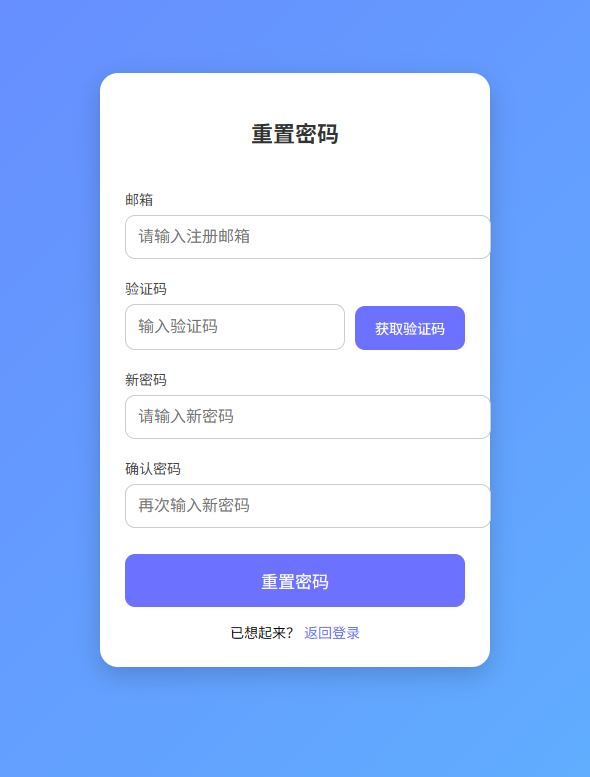 重置密码
邮箱
请输入注册邮箱
验证码
输入验证码 获取验证码
新密码
请输入新密码
确认密码
再次输入新密码
重置密码
已想起来？ 返回登录